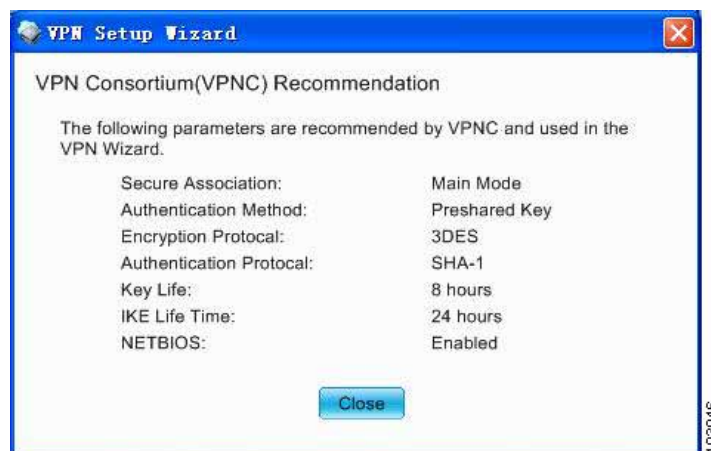 VPN Setup Wizard
VPN Consortium(VPNC) Recommendation
The following parameters are recommended by VPNC and used in the
VPN Wizard.
Secure Association: Main Mode
Authentication Method: Preshared Key
Encryption Protocal: 3DES
Authentication Protocal: SHA-1
Key Life: 8 hours
IKE Life Time: 24 hours
NETBIOS: Enabled
Close